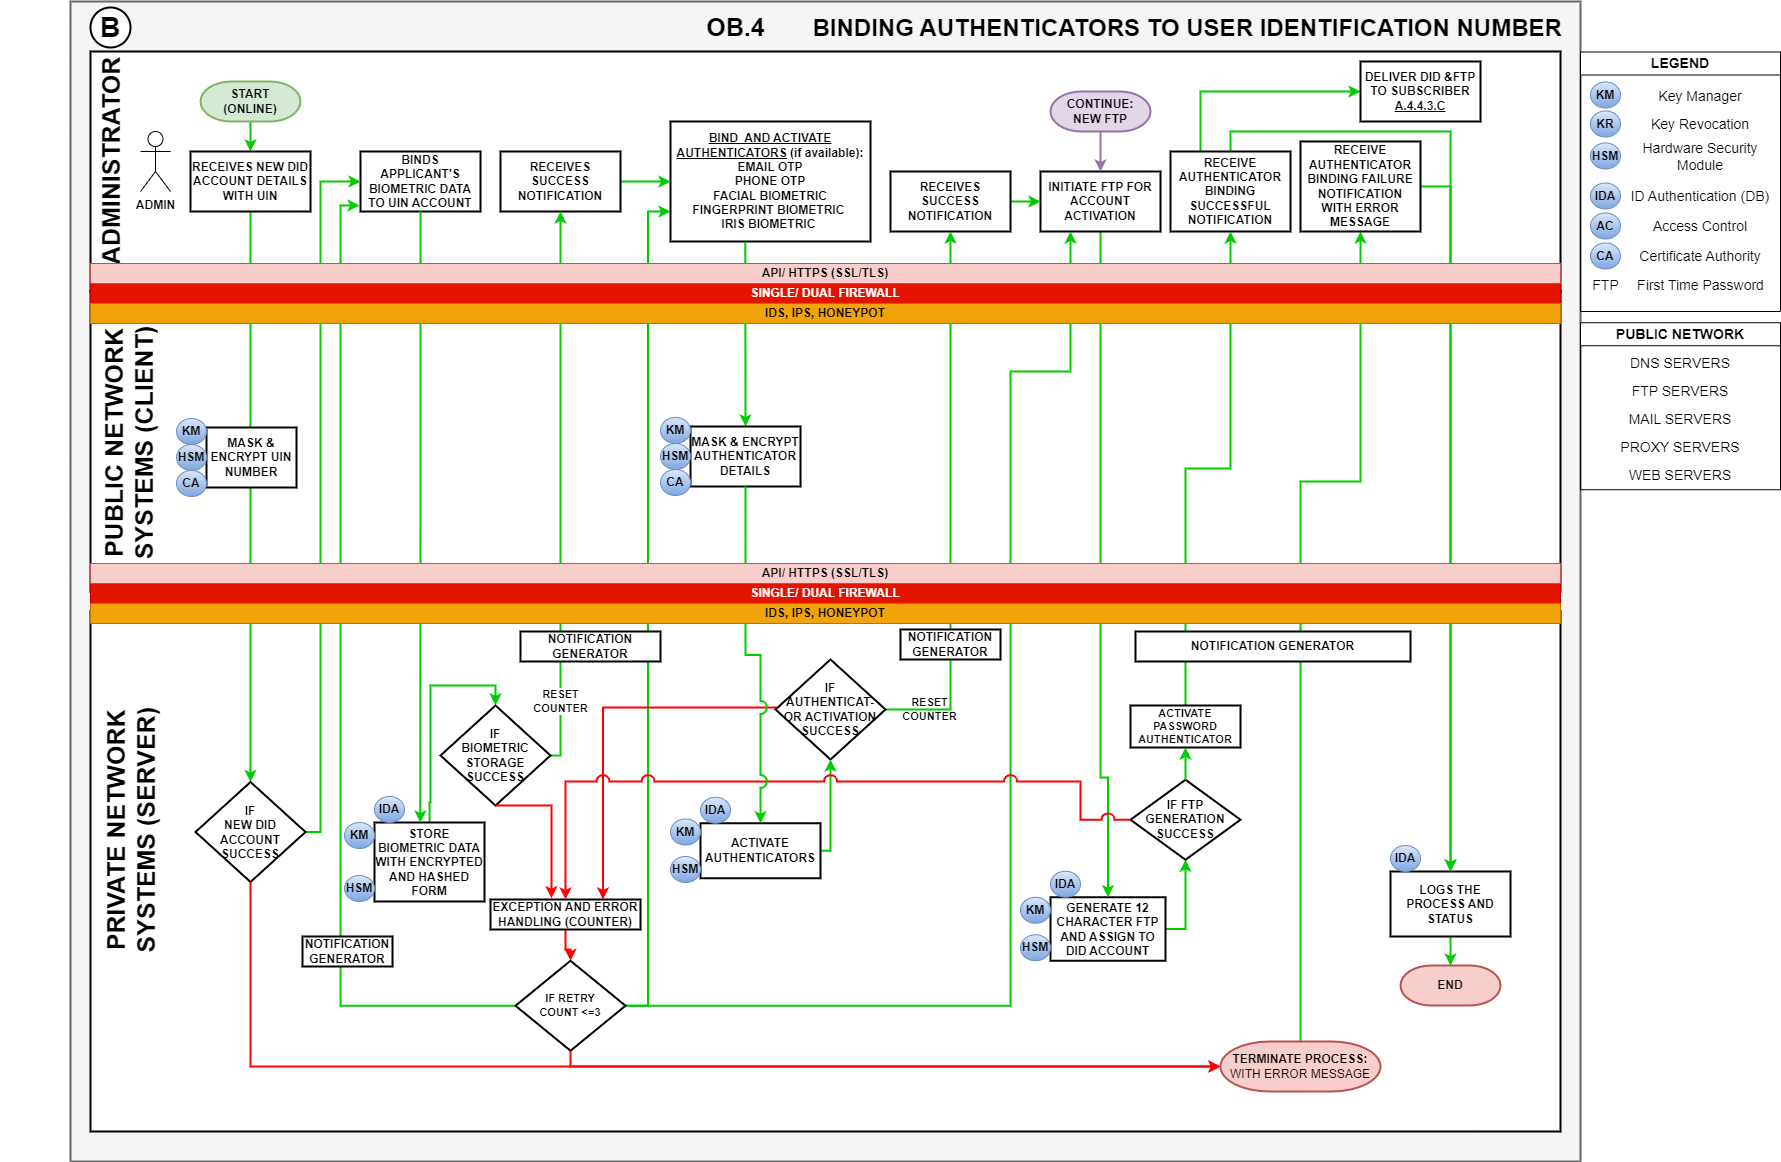 B
OB.4 BINDING AUTHENTICATORS TO USER IDENTIFICATION NUMBER
ADMINISTRATOR
START
(ONLINE)
ADMIN
RECEIVES NEW DID
ACCOUNT DETAILS
WITH UIN
BINDS
APPLICANT'S
BIOMETRIC DATA
TO UIN ACCOUNT
RECEIVES
SUCCESS
NOTIFICATION
BIND AND ACTIVATE
AUTHENTICATORS (if available):
EMAIL OTP
PHONE OTP
FACIAL BIOMETRIC
FINGERPRINT BIOMETRIC
IRIS BIOMETRIC
RECEIVES
SUCCESS
NOTIFICATION
CONTINUE:
NEW FTP
INITIATE FTP FOR
ACCOUNT
ACTIVATION
RECEIVE
AUTHENTICATOR
BINDING
SUCCESSFUL
NOTIFICATION
RECEIVE
AUTHENTICATOR
BINDING FAILURE
NOTIFICATION
WITH ERROR
MESSAGE
DELIVER DID &FTP
TO SUBSCRIBER
A.4.4.3.C
API/ HTTPS (SSL/TLS)
SINGLE/ DUAL FIREWALL
IDS, IPS, HONEYPOT
PUBLIC NETWORK
SYSTEMS (CLIENT)
KM
HSM
CA
MASK &
ENCRYPT UIN
NUMBER
KM
HSM
CA
MASK & ENCRYPT
AUTHENTICATOR
DETAILS
API/ HTTPS (SSL/TLS)
SINGLE/ DUAL FIREWALL
IDS, IPS, HONEYPOT
PRIVATE NETWORK
SYSTEMS (SERVER)
NOTIFICATION
GENERATOR
NOTIFICATION
GENERATOR
NOTIFICATION GENERATOR
RESET
COUNTER
RESET
COUNTER
IF
NEW DID
ACCOUNT
SUCCESS
IF
BIOMETRIC
STORAGE
SUCCESS
IF
AUTHENTICAT-
OR ACTIVATION
SUCCESS
ACTIVATE
PASSWORD
AUTHENTICATOR
IF FTP
GENERATION
SUCCESS
IDA
KM
HSM
STORE
BIOMETRIC DATA
WITH ENCRYPTED
AND HASHED
FORM
IDA
KM
HSM
ACTIVATE
AUTHENTICATORS
EXCEPTION AND ERROR
HANDLING (COUNTER)
IDA
KM
HSM
GENERATE 12
CHARACTER FTP
AND ASSIGN TO
DID ACCOUNT
IDA
LOGS THE
PROCESS AND
STATUS
NOTIFICATION
GENERATOR
IF RETRY
COUNT <=3
END
TERMINATE PROCESS:
WITH ERROR MESSAGE
LEGEND
KM Key Manager
KR Key Revocation
HSM Hardware Security
Module
IDA ID Authentication (DB)
AC Access Control
CA Certificate Authority
FTP First Time Password
PUBLIC NETWORK
DNS SERVERS
FTP SERVERS
MAIL SERVERS
PROXY SERVERS
WEB SERVERS